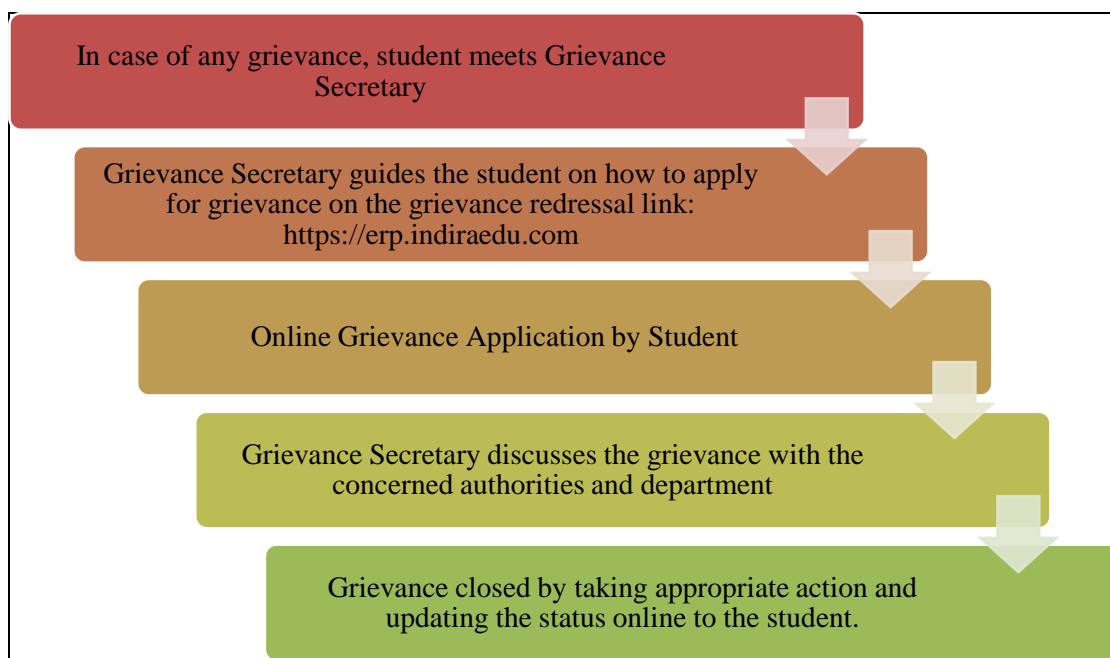 In case of any grievance, student meets Grievance
Secretary
Grievance Secretary guides the student on how to apply
for grievance on the grievance redressal link:
https://erp.indiraedu.com
Online Grievance Application by Student
Grievance Secretary discusses the grievance with the
concerned authorities and department
Grievance closed by taking appropriate action and
updating the status online to the student.